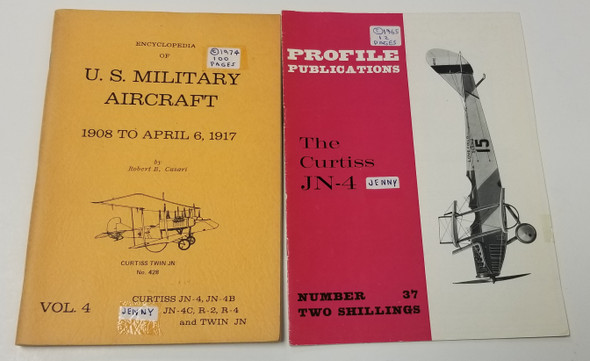 ENCYCLOPEDIA
OF
U. S. MILITARY
AIRCRAFT
1908 TO APRIL 6, 1917
by
Robert B. Casari
CURTISS TWIN JN
No. 428
VOL. 4
CURTISS JN-4, JN-4B
JN-4C, R-2, R-4
and TWIN JN
JENNY
© 1974
100
PAGES
© 1965
12
PAGES
PROFILE
PUBLICATIONS
The
Curtiss
JN-4
JENNY
NUMBER 37
TWO SHILLINGS
15